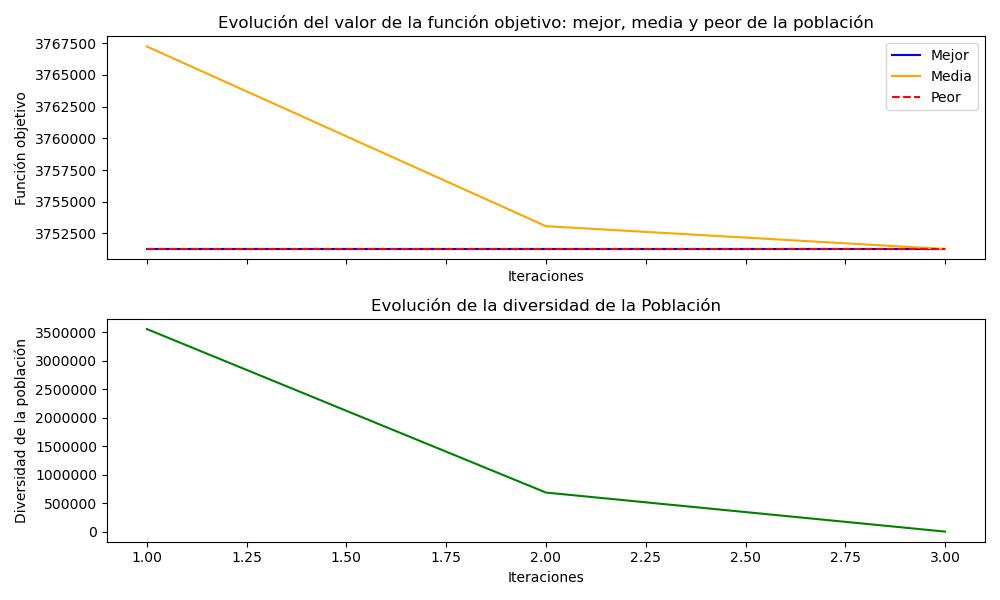 Evolución del valor de la función objetivo: mejor, media y peor de la población
3767500
3765000
3762500
3760000
3757500
3755000
3752500
Función objetivo
Mejor
Media
Peor
Iteraciones
Evolución de la diversidad de la Población
3500000
3000000
2500000
2000000
1500000
1000000
500000
0
Diversidad de la población
1.00 1.25 1.50 1.75 2.00 2.25 2.50 2.75 3.00
Iteraciones